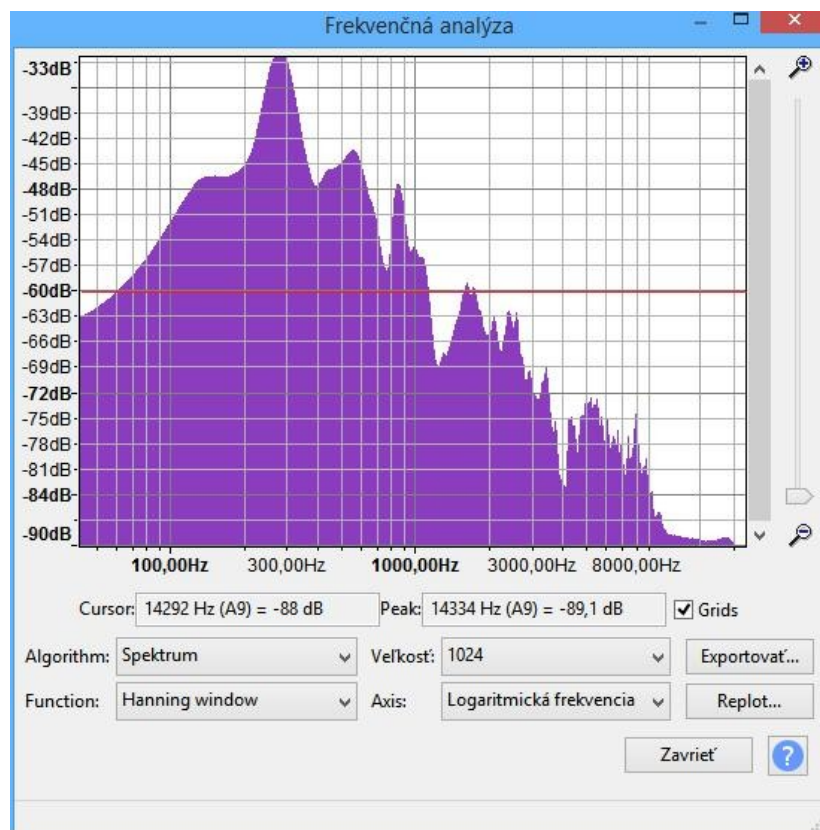 Frekvenčná analýza
-33dB
-39dB
-42dB
-45dB
-48dB
-51dB
-54dB
-57dB
-60dB
-63dB
-66dB
-69dB
-72dB
-75dB
-78dB
-81dB
-84dB
-90dB
100,00Hz 300,00Hz 1000,00Hz 3000,00Hz 8000,00Hz
Cursor: 14292 Hz (A9) = -88 dB Peak: 14334 Hz (A9) = -89,1 dB Grids
Algorithm: Spektrum Veľkosť: 1024 Exportovať...
Function: Hanning window Axis: Logaritmická frekvencia Replot...
Zavrieť ?